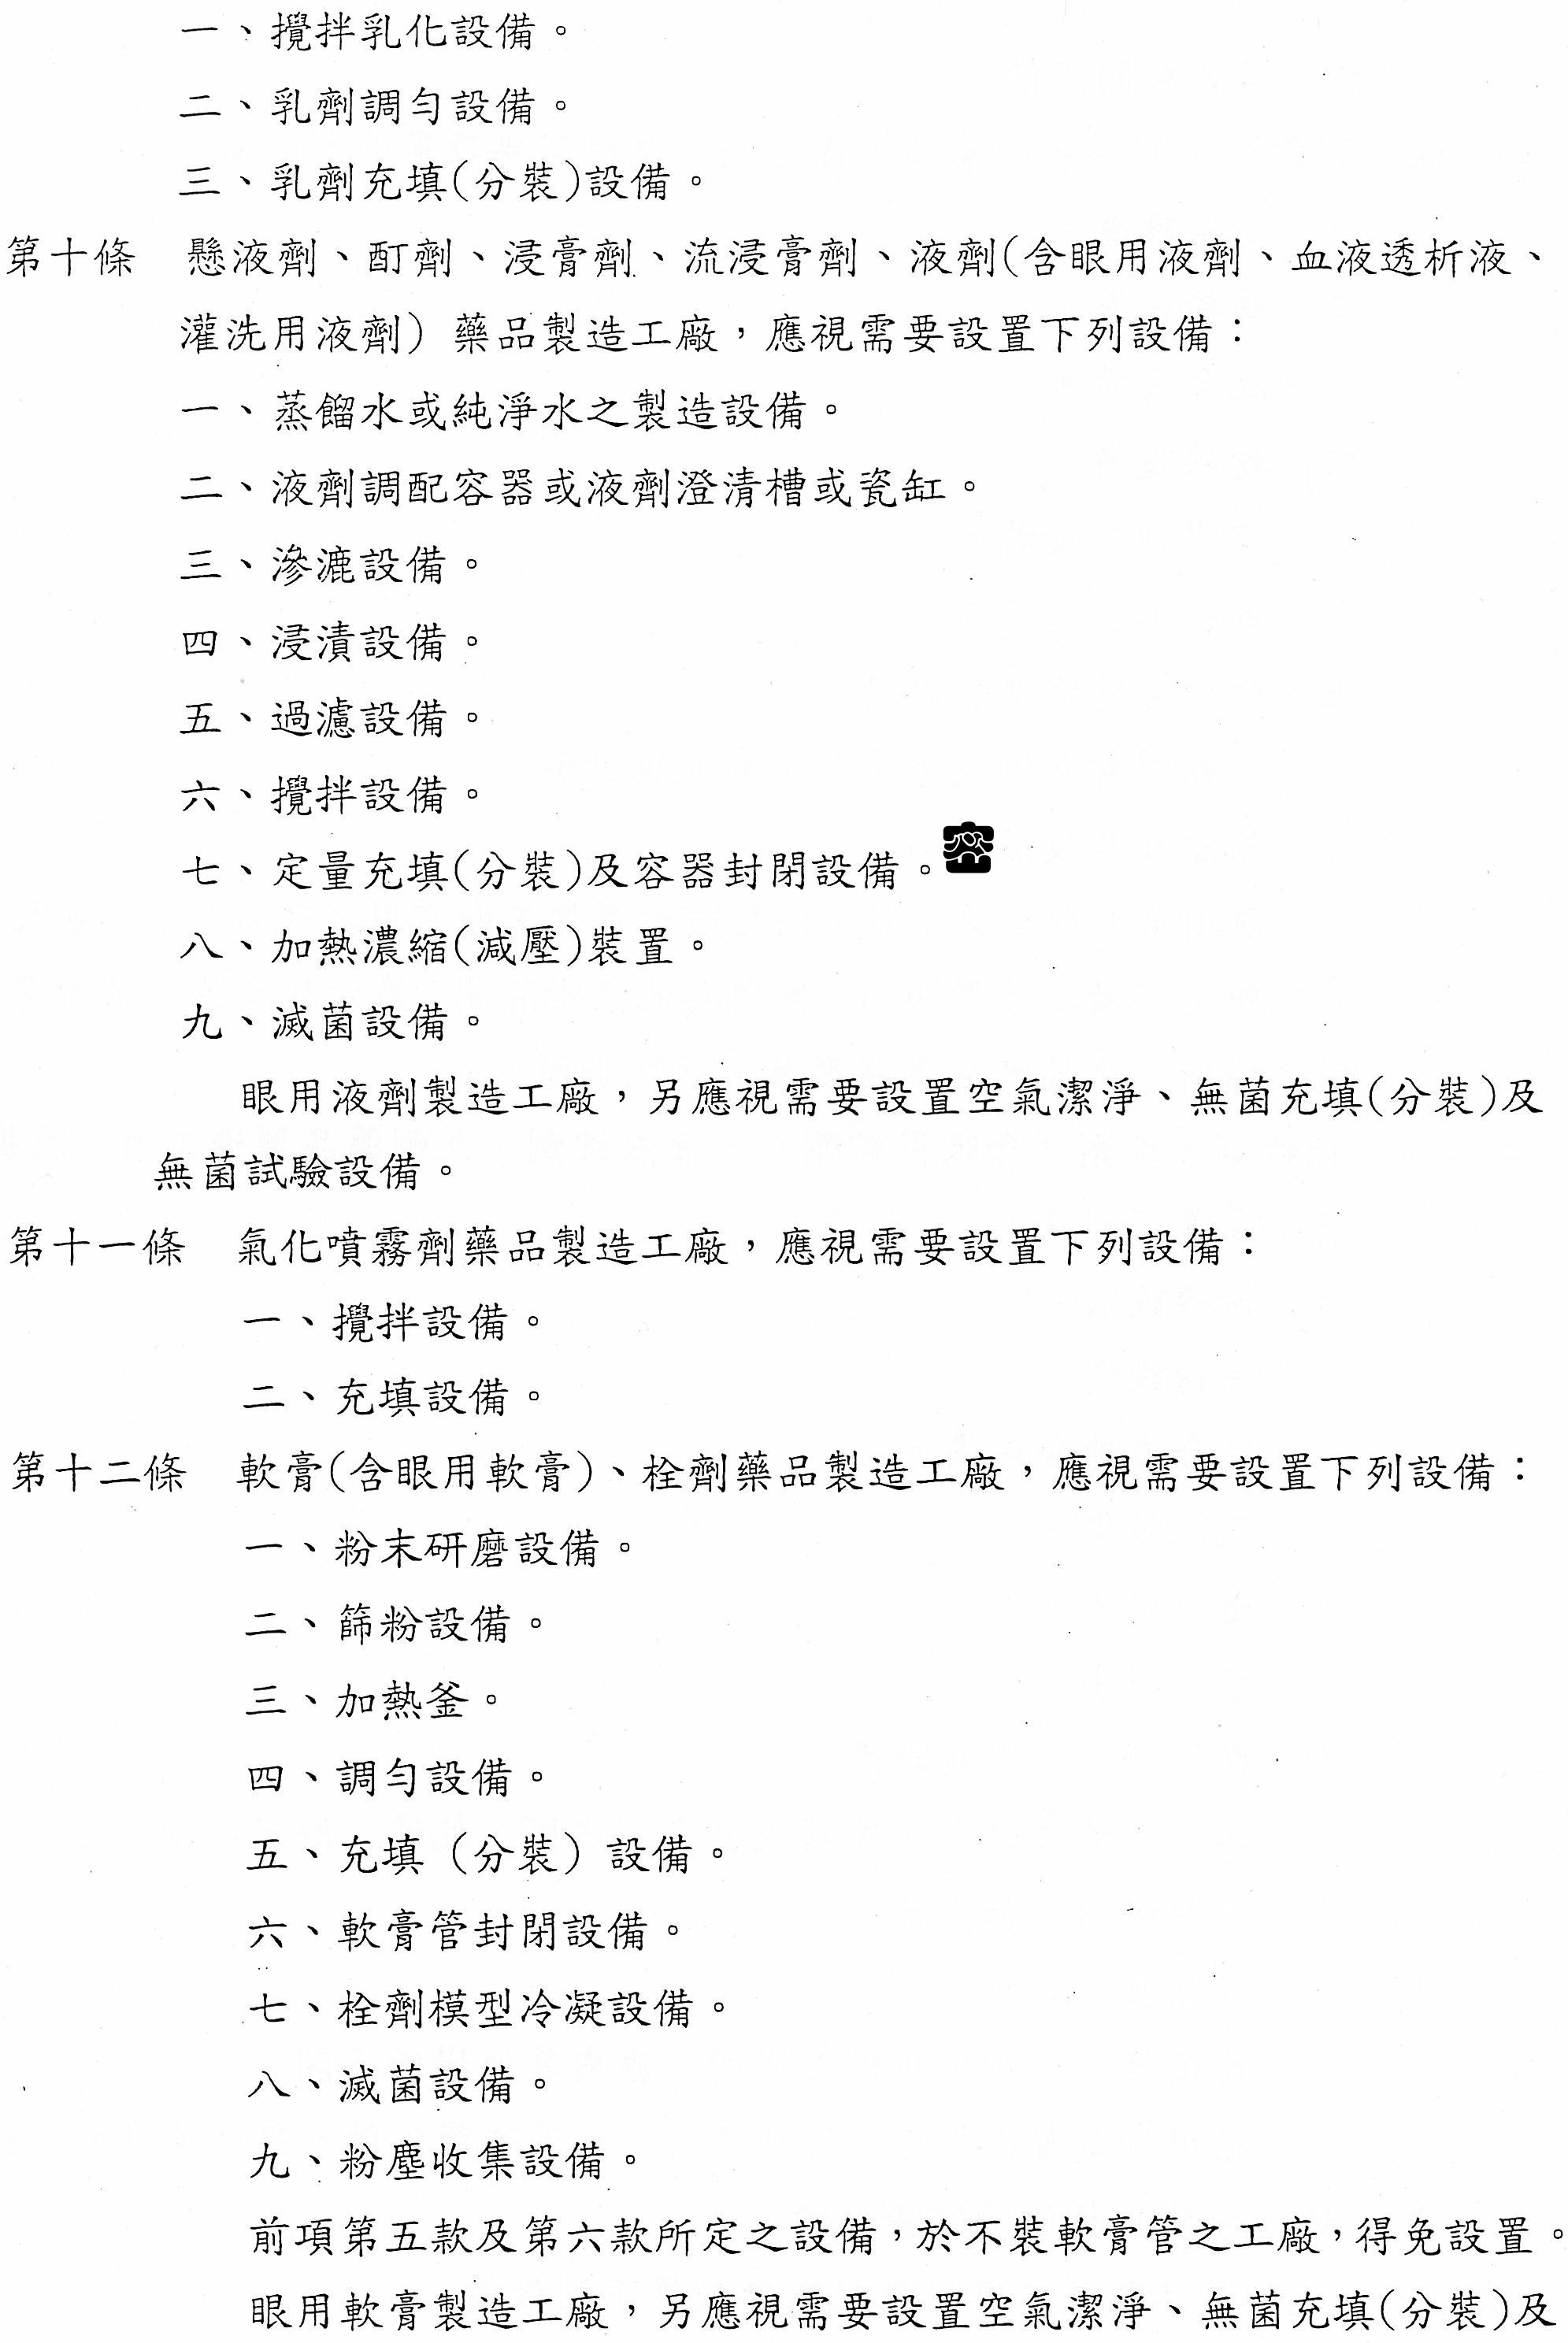 一、攪拌乳化設備。
二、乳劑調勻設備。
三、乳劑充填(分裝)設備。
第十條　懸液劑、酊劑、浸膏劑、流浸膏劑、液劑(含眼用液劑、血液透析液、
灌洗用液劑) 藥品製造工廠，應視需要設置下列設備：
一、蒸餾水或純淨水之製造設備。
二、液劑調配容器或液劑澄清槽或瓷缸。
三、滲漉設備。
四、浸漬設備。
五、過濾設備。
六、攪拌設備。
七、定量充填(分裝)及容器封閉設備。
八、加熱濃縮(減壓)裝置。
九、滅菌設備。
眼用液劑製造工廠，另應視需要設置空氣潔淨、無菌充填(分裝)及
無菌試驗設備。
第十一條　氣化噴霧劑藥品製造工廠，應視需要設置下列設備：
一、攪拌設備。
二、充填設備。
第十二條　軟膏(含眼用軟膏)、栓劑藥品製造工廠，應視需要設置下列設備：
一、粉末研磨設備。
二、篩粉設備。
三、加熱釜。
四、調勻設備。
五、充填（分裝）設備。
六、軟膏管封閉設備。
七、栓劑模型冷凝設備。
八、滅菌設備。
九、粉塵收集設備。
前項第五款及第六款所定之設備，於不裝軟膏管之工廠，得免設置。
眼用軟膏製造工廠，另應視需要設置空氣潔淨、無菌充填(分裝)及